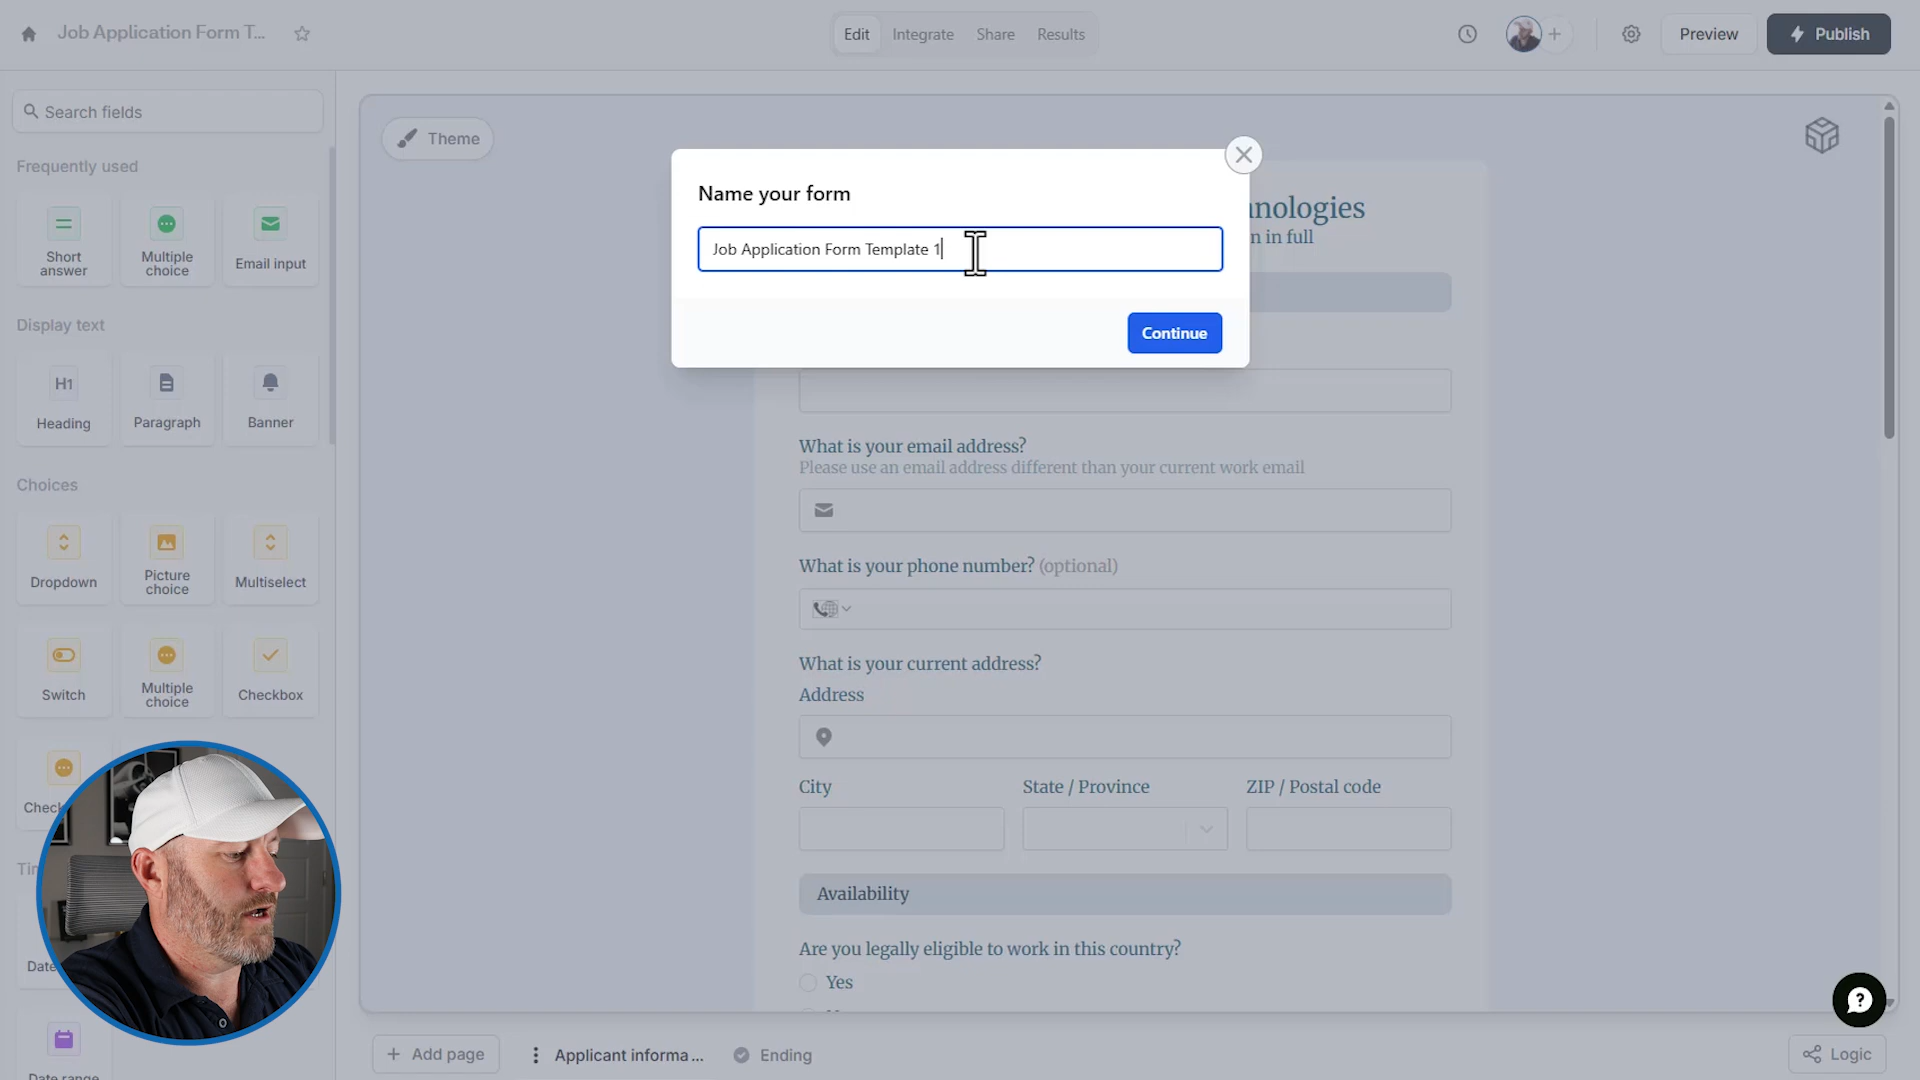 Job Application Form T...
Edit
Integrate
Share
Results
Preview
Publish
Search fields
Frequently used
Short
answer
Multiple
choice
Email input
Display text
H1
Heading
Paragraph
Banner
Choices
Dropdown
Picture
choice
Multiselect
Switch
Multiple
choice
Checkbox
Date range
Theme
Name your form
Job Application Form Template 1
Continue
in full
What is your email address?
Please use an email address different than your current work email
What is your phone number? (optional)
What is your current address?
Address
City
State / Province
ZIP / Postal code
Availability
Are you legally eligible to work in this country?
Yes
Add page
Applicant informa...
Ending
Logic